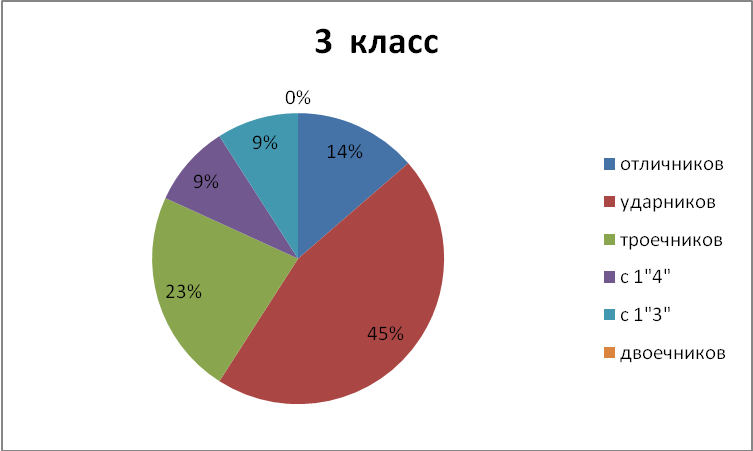 3 класс
0%
14%
9%
9%
23%
45%
отличников
ударников
троечников
с 1"4"
с 1"3"
двоечников